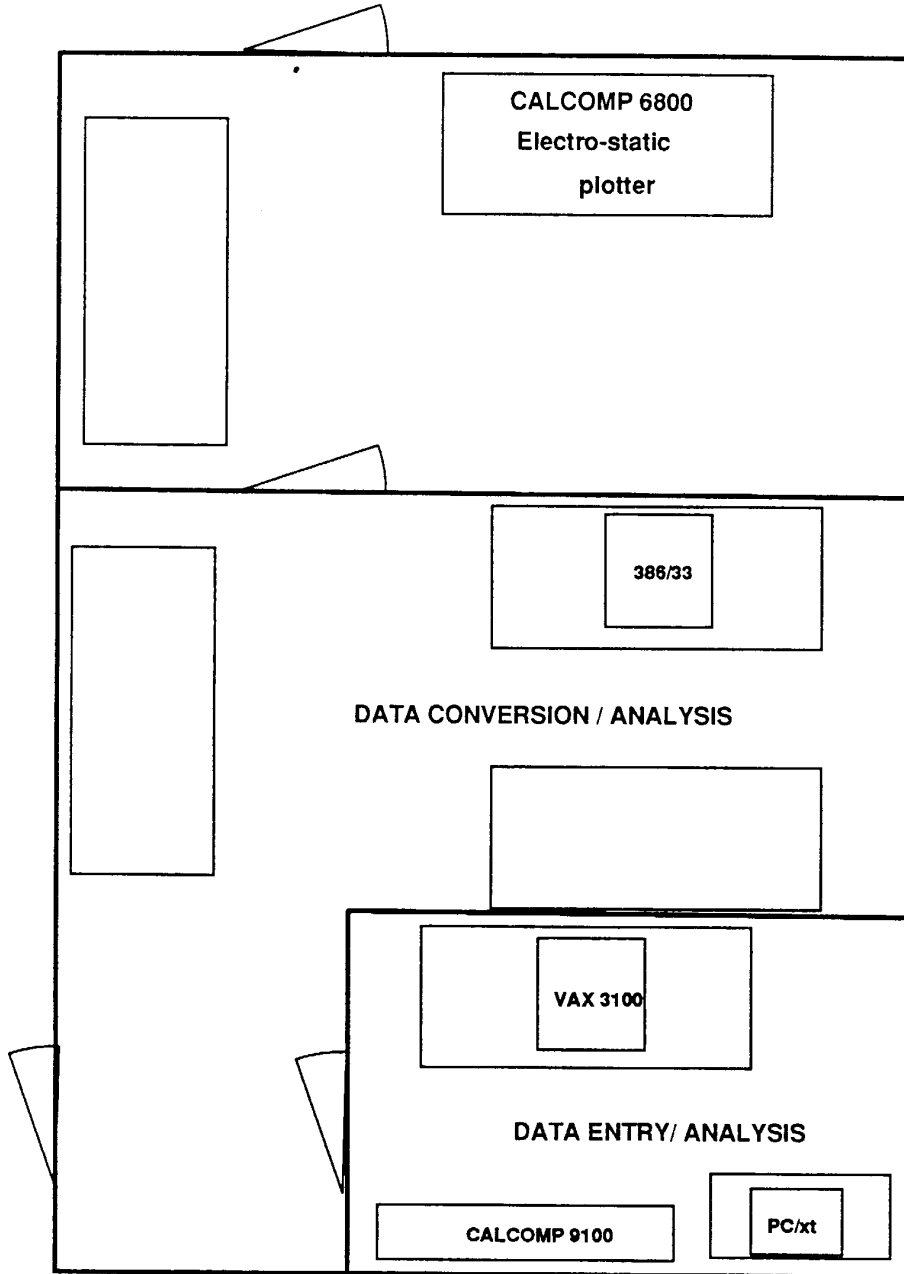 CALCOMP 6800
Electro-static
plotter
386/33
DATA CONVERSION / ANALYSIS
VAX 3100
DATA ENTRY/ ANALYSIS
CALCOMP 9100
PC/xt